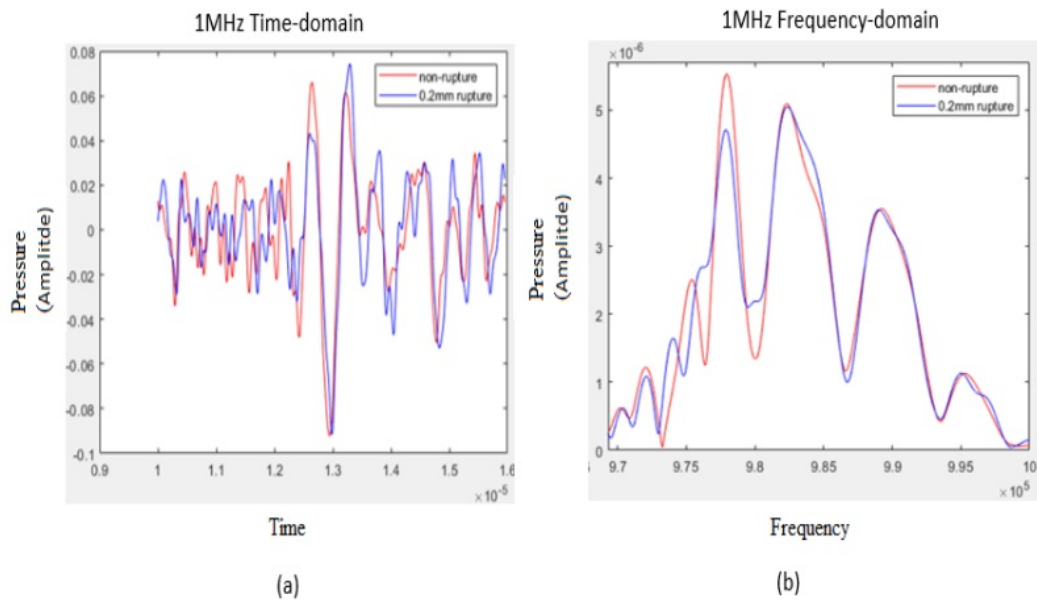 1MHz Time-domain
0.08
0.06
0.04
0.02
0
-0.02
-0.04
-0.06
-0.08
-0.1
0.9
1
1.1
1.2
1.3
1.4
1.5
1.6
×10⁻⁵
non-rupture
0.2mm rupture
Pressure
(Amplitde)
Time
(a)
1MHz Frequency-domain
×10⁻⁶
5
4
3
2
1
0
9.7
9.75
9.8
9.85
9.9
9.95
10
×10⁵
non-rupture
0.2mm rupture
Pressure
(Amplitde)
Frequency
(b)